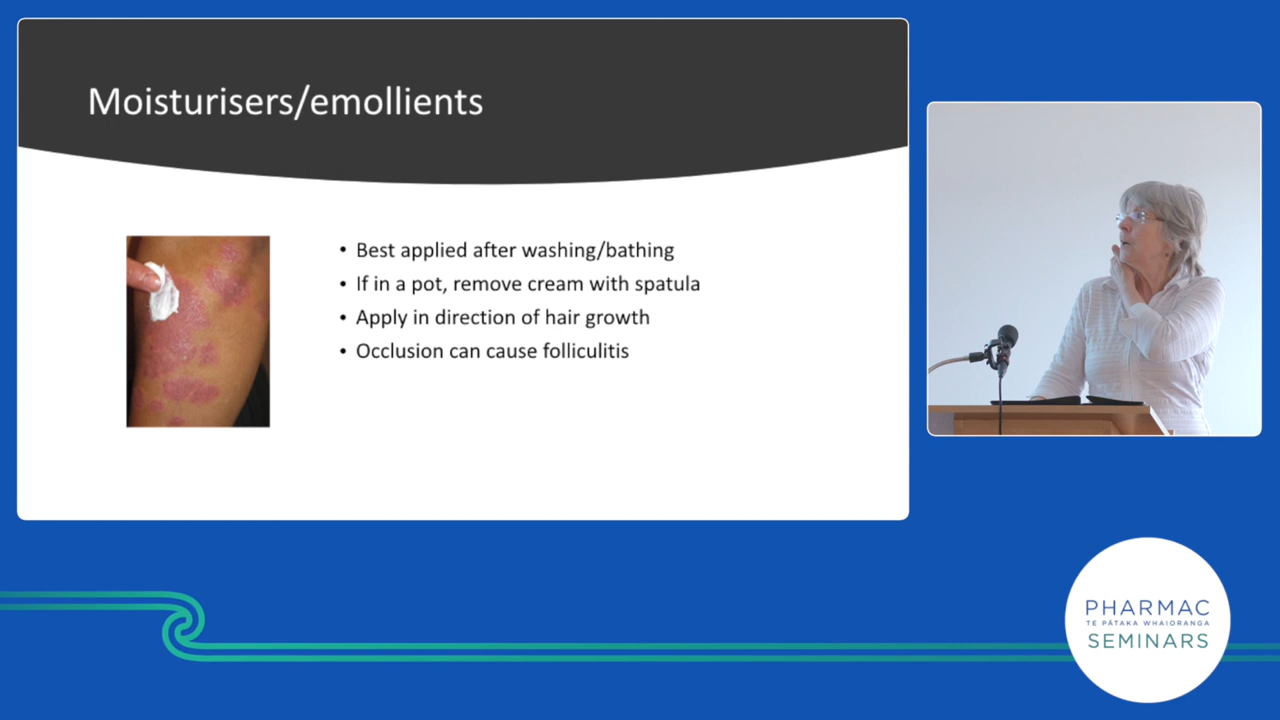 Moisturisers/emollients
• Best applied after washing/bathing
• If in a pot, remove cream with spatula
• Apply in direction of hair growth
• Occlusion can cause folliculitis
PHARMAC
TE PĀTAKA WHAIORANGA
SEMINARS